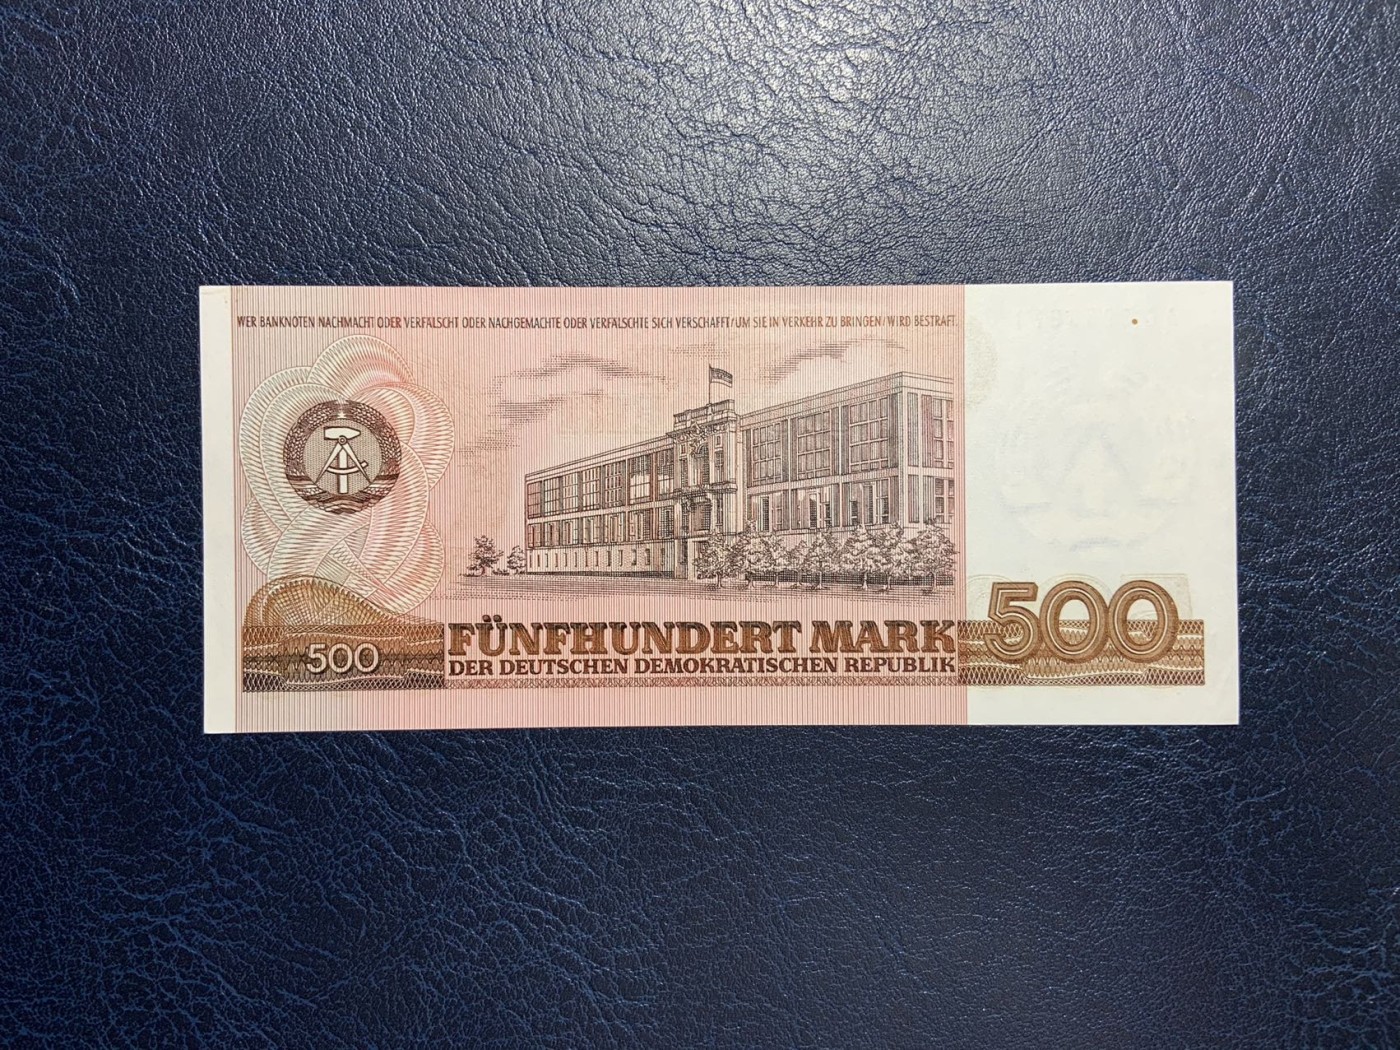 WER BANKNOTEN NACHMACHT ODER VERFÄLSCHT ODER NACHGEMACHTE ODER VERFÄLSCHTE SICH VERSCHAFFT/UM SIE IN VERKEHR ZU BRINGEN/WIRD BESTRAFT.
FÜNFHUNDERT MARK
500
500
DER DEUTSCHEN DEMOKRATISCHEN REPUBLIK